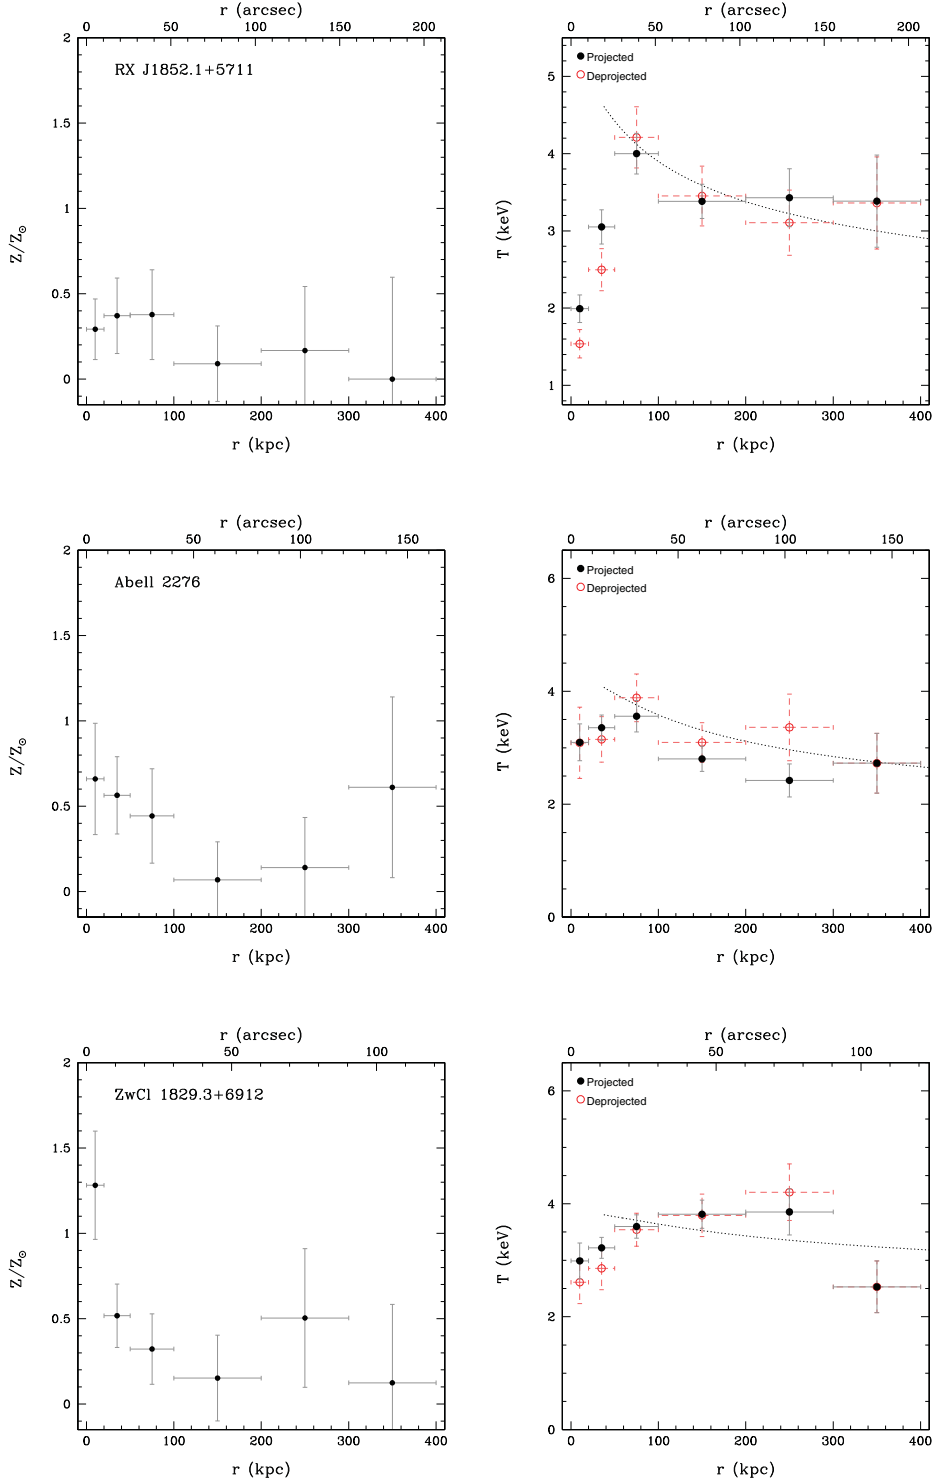 r (arcsec)
0 50 100 150 200
2
1.5
1
0.5
0
Z/Z⊙
RX J1852.1+5711
0 100 200 300 400
r (kpc)
r (arcsec)
0 50 100 150 200
5
4
3
2
1
T (keV)
Projected
Deprojected
0 100 200 300 400
r (kpc)
r (arcsec)
0 50 100 150
2
1.5
1
0.5
0
Z/Z⊙
Abell 2276
0 100 200 300 400
r (kpc)
r (arcsec)
0 50 100 150
6
4
2
0
T (keV)
Projected
Deprojected
0 100 200 300 400
r (kpc)
r (arcsec)
0 50 100
2
1.5
1
0.5
0
Z/Z⊙
ZwCl 1829.3+6912
0 100 200 300 400
r (kpc)
r (arcsec)
0 50 100
6
4
2
0
T (keV)
Projected
Deprojected
0 100 200 300 400
r (kpc)